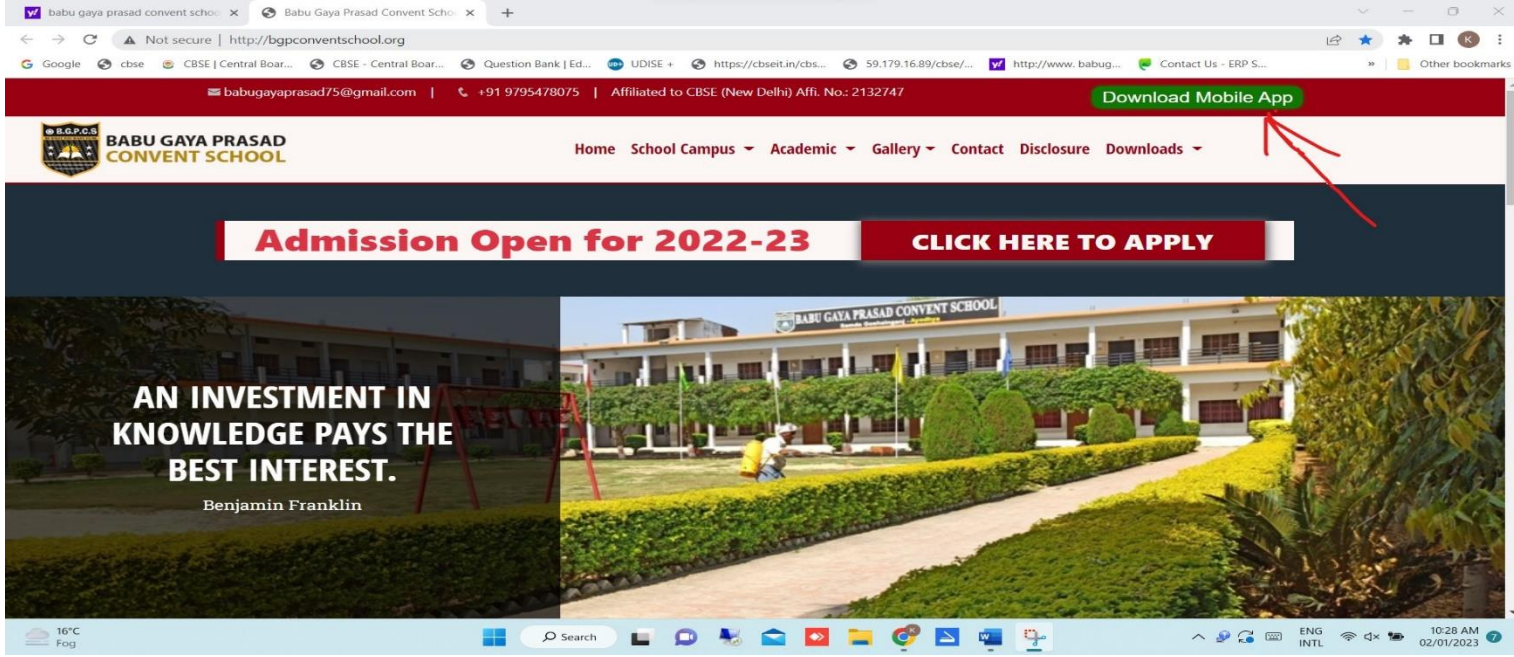 babu gaya prasad convent schoo
Babu Gaya Prasad Convent Scho
Not secure | http://bgpconventschool.org
K
Google cbse CBSE | Central Boar... CBSE - Central Boar... Question Bank | Ed... UDISE + https://cbseit.in/cbs... 59.179.16.89/cbse/... http://www. babug... Contact Us - ERP S... » Other bookmarks
babugayaprasad75@gmail.com | +91 9795478075 | Affiliated to CBSE (New Delhi) Affi. No.: 2132747
Download Mobile App
B.G.P.C.S
BABU GAYA PRASAD
CONVENT SCHOOL
Home School Campus Academic Gallery Contact Disclosure Downloads
Admission Open for 2022-23
CLICK HERE TO APPLY
BABU GAYA PRASAD CONVENT SCHOOL
AN INVESTMENT IN
KNOWLEDGE PAYS THE
BEST INTEREST.
Benjamin Franklin
16°C
Fog
Search
ENG
INTL
10:28 AM
02/01/2023
7